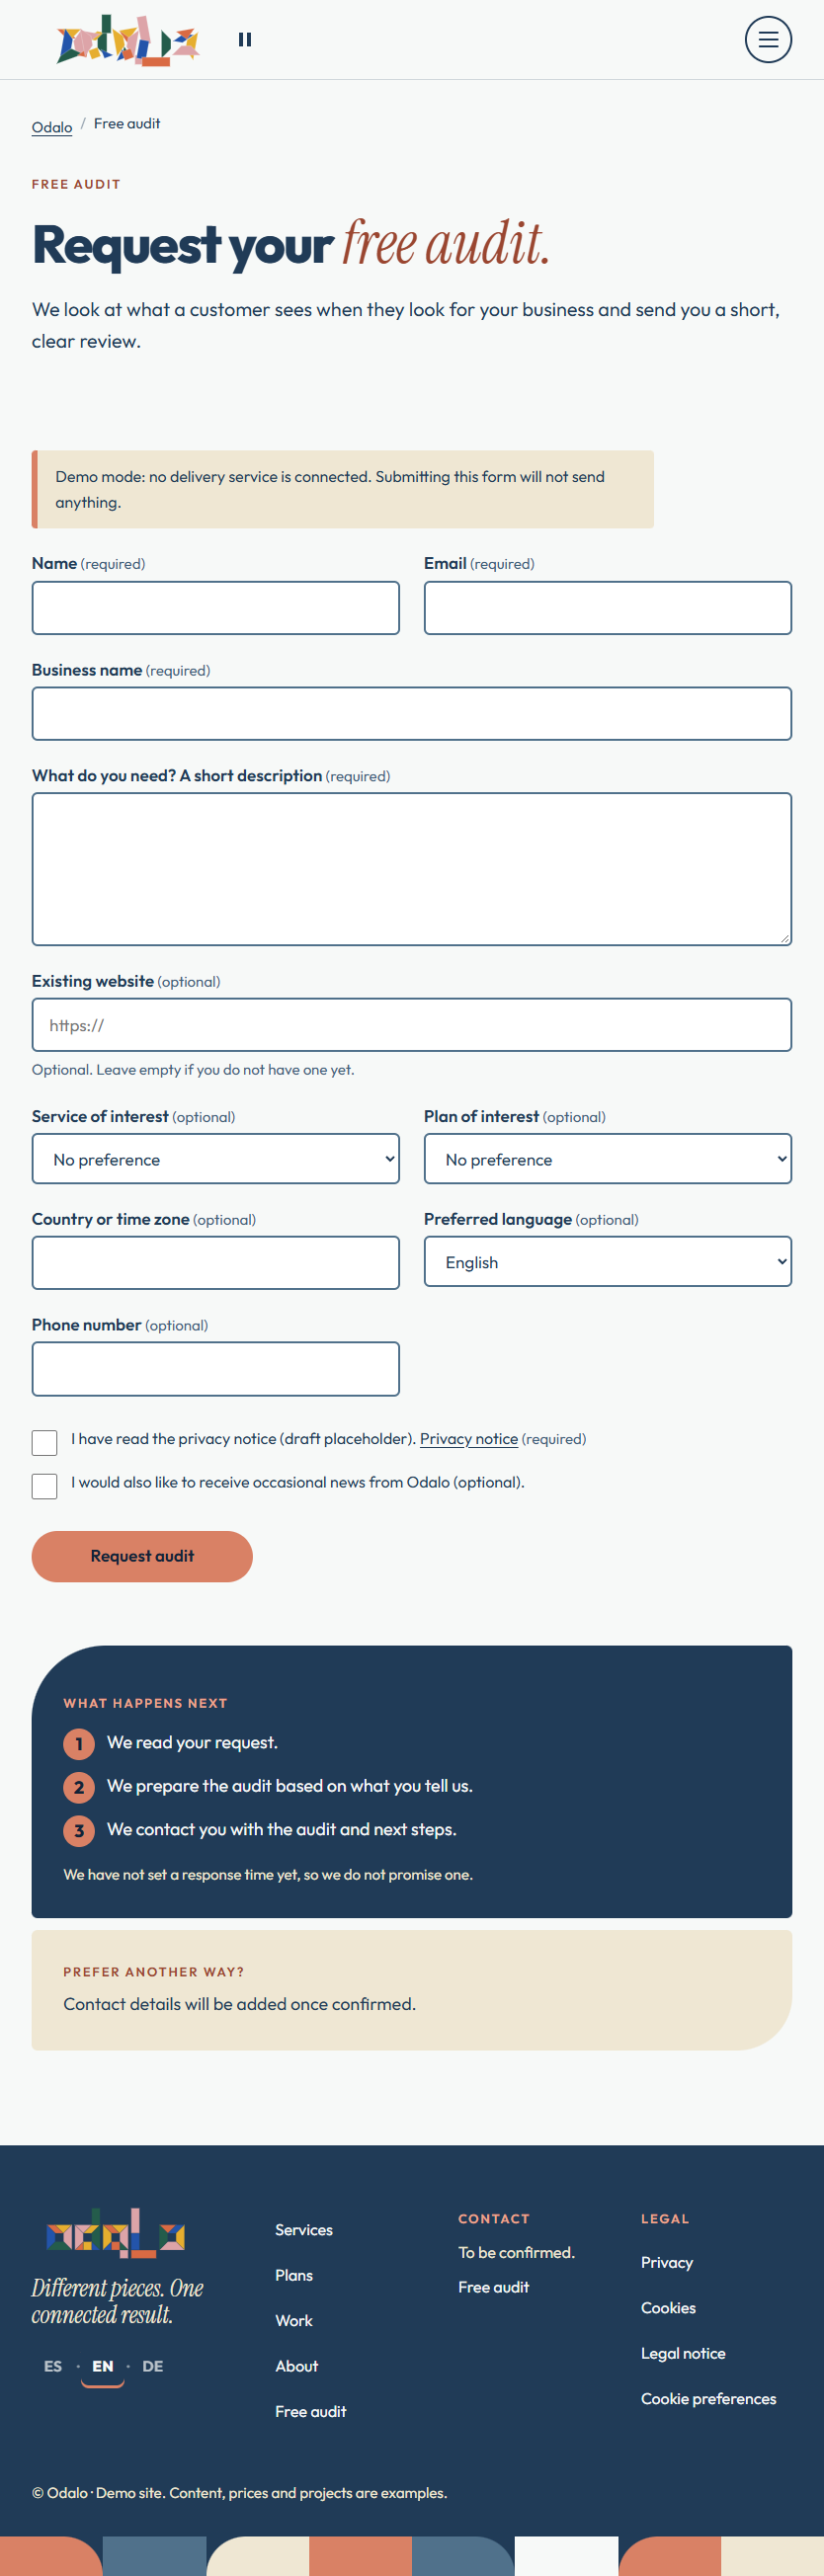 odalo
Odalo / Free audit
FREE AUDIT
Request your free audit.
We look at what a customer sees when they look for your business and send you a short,
clear review.
Demo mode: no delivery service is connected. Submitting this form will not send
anything.
Name (required) Email (required)
Business name (required)
What do you need? A short description (required)
Existing website (optional)
https://
Optional. Leave empty if you do not have one yet.
Service of interest (optional) Plan of interest (optional)
No preference No preference
Country or time zone (optional) Preferred language (optional)
English
Phone number (optional)
I have read the privacy notice (draft placeholder). Privacy notice (required)
I would also like to receive occasional news from Odalo (optional).
Request audit
WHAT HAPPENS NEXT
1 We read your request.
2 We prepare the audit based on what you tell us.
3 We contact you with the audit and next steps.
We have not set a response time yet, so we do not promise one.
PREFER ANOTHER WAY?
Contact details will be added once confirmed.
odalo
Different pieces. One
connected result.
ES · EN · DE
Services
Plans
Work
About
Free audit
CONTACT
To be confirmed.
Free audit
LEGAL
Privacy
Cookies
Legal notice
Cookie preferences
© Odalo · Demo site. Content, prices and projects are examples.